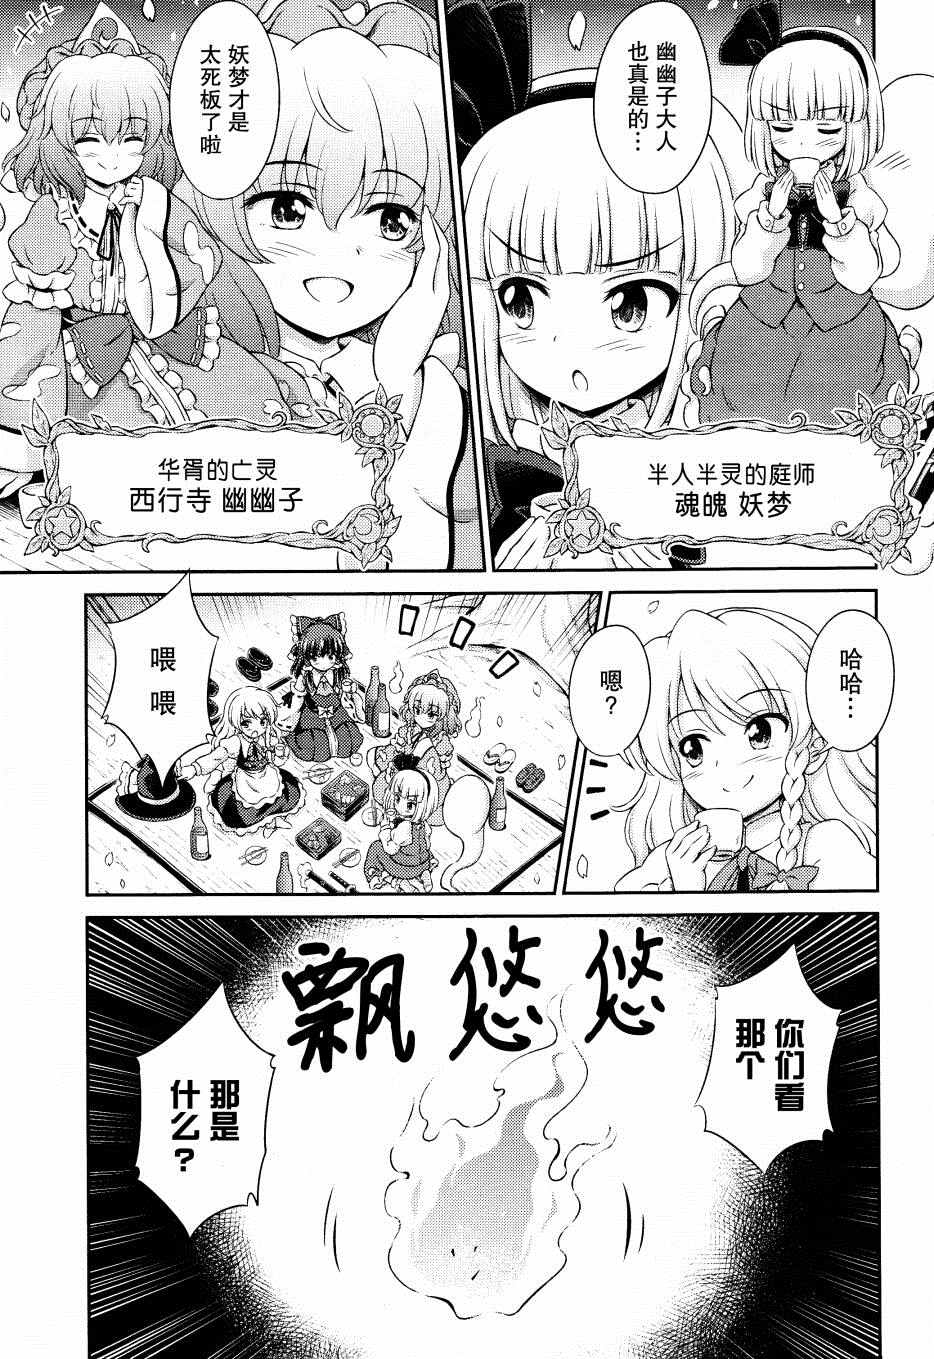 幽幽子大人
也真是的…
半人半灵的庭师
魂魄 妖梦
妖梦才是
太死板了啦
华胥的亡灵
西行寺 幽幽子
哈哈…
嗯？
喂
喂
你们看
那个
飘悠悠
那是
什么？